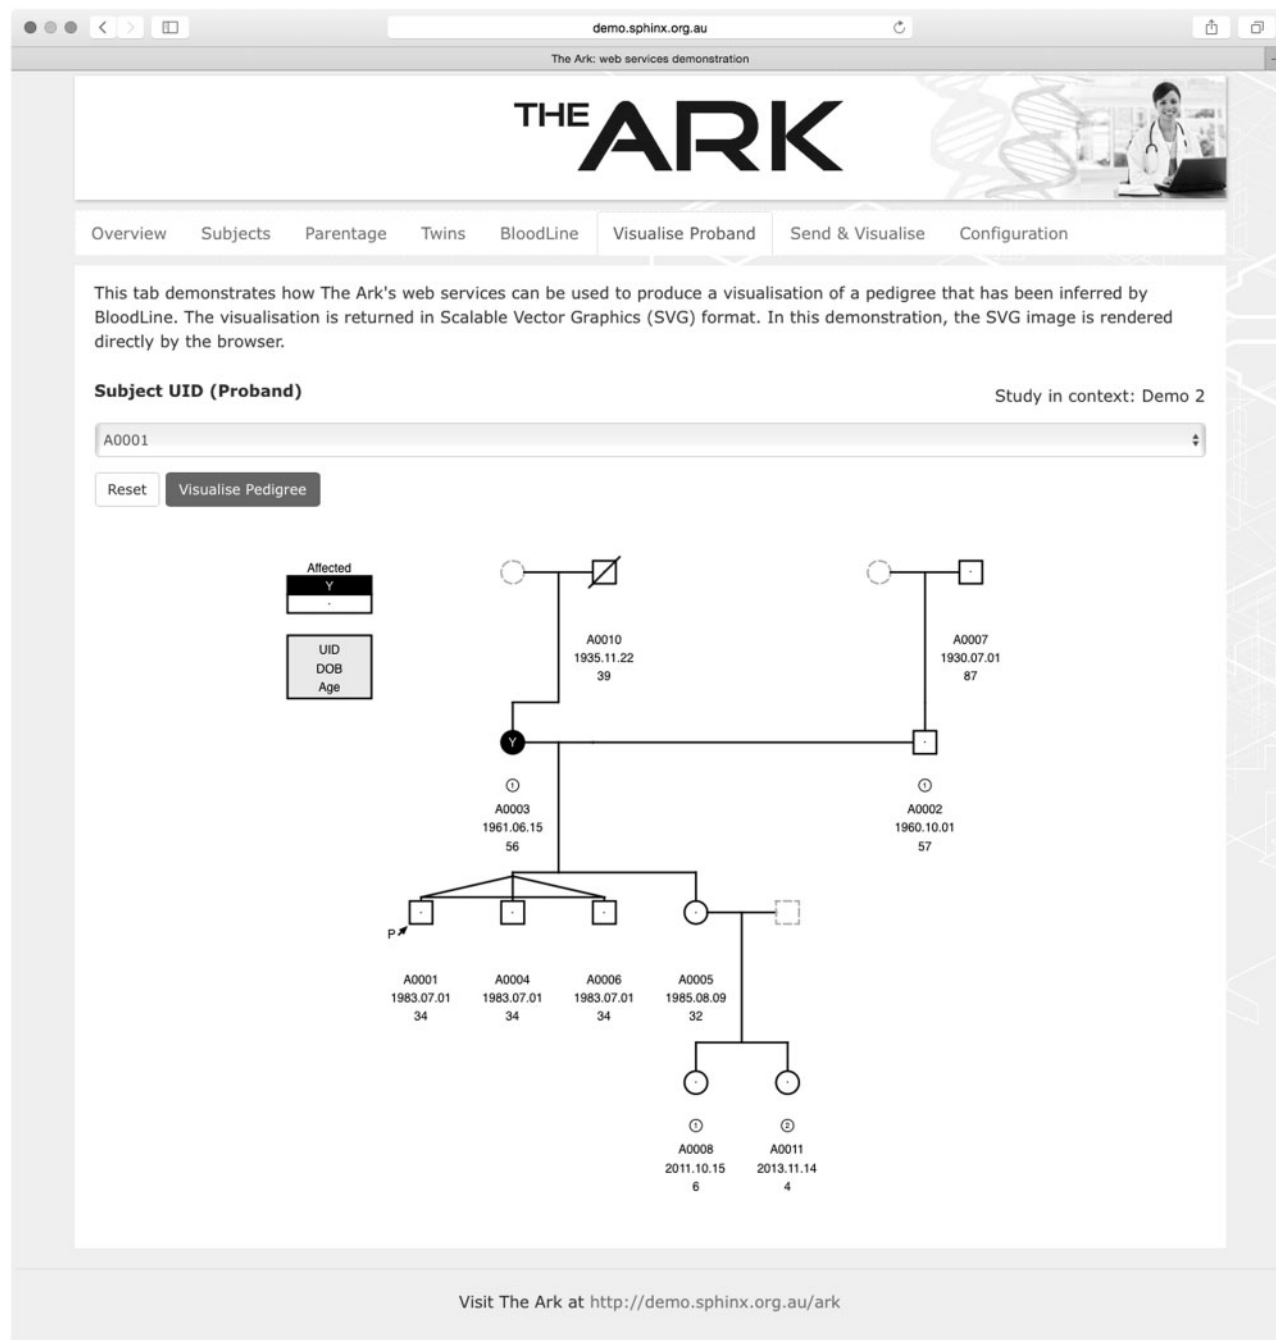 demo.sphinx.org.au
The Ark: web services demonstration
THE ARK
Overview Subjects Parentage Twins BloodLine Visualise Proband Send & Visualise Configuration
This tab demonstrates how The Ark's web services can be used to produce a visualisation of a pedigree that has been inferred by
BloodLine. The visualisation is returned in Scalable Vector Graphics (SVG) format. In this demonstration, the SVG image is rendered
directly by the browser.
Subject UID (Proband)
Study in context: Demo 2
A0001
Reset Visualise Pedigree
Affected
Y
UID
DOB
Age
A0010
1935.11.22
39
A0007
1930.07.01
87
Y
1
A0003
1961.06.15
56
1
A0002
1960.10.01
57
P
A0001
1983.07.01
34
A0004
1983.07.01
34
A0006
1983.07.01
34
A0005
1985.08.09
32
1
A0008
2011.10.15
6
2
A0011
2013.11.14
4
Visit The Ark at http://demo.sphinx.org.au/ark